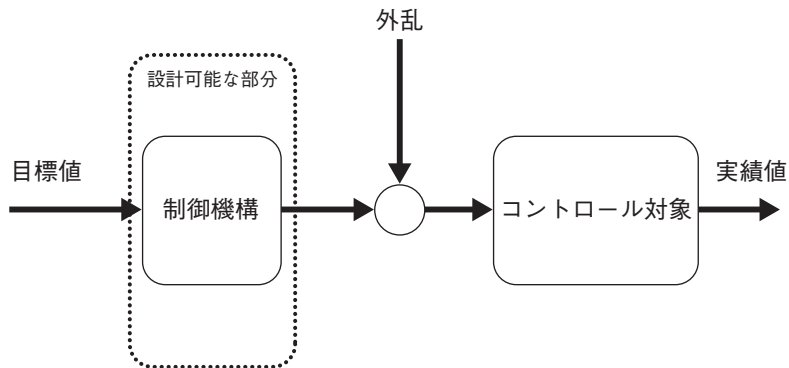 外乱
設計可能な部分
目標値
制御機構
コントロール対象
実績値